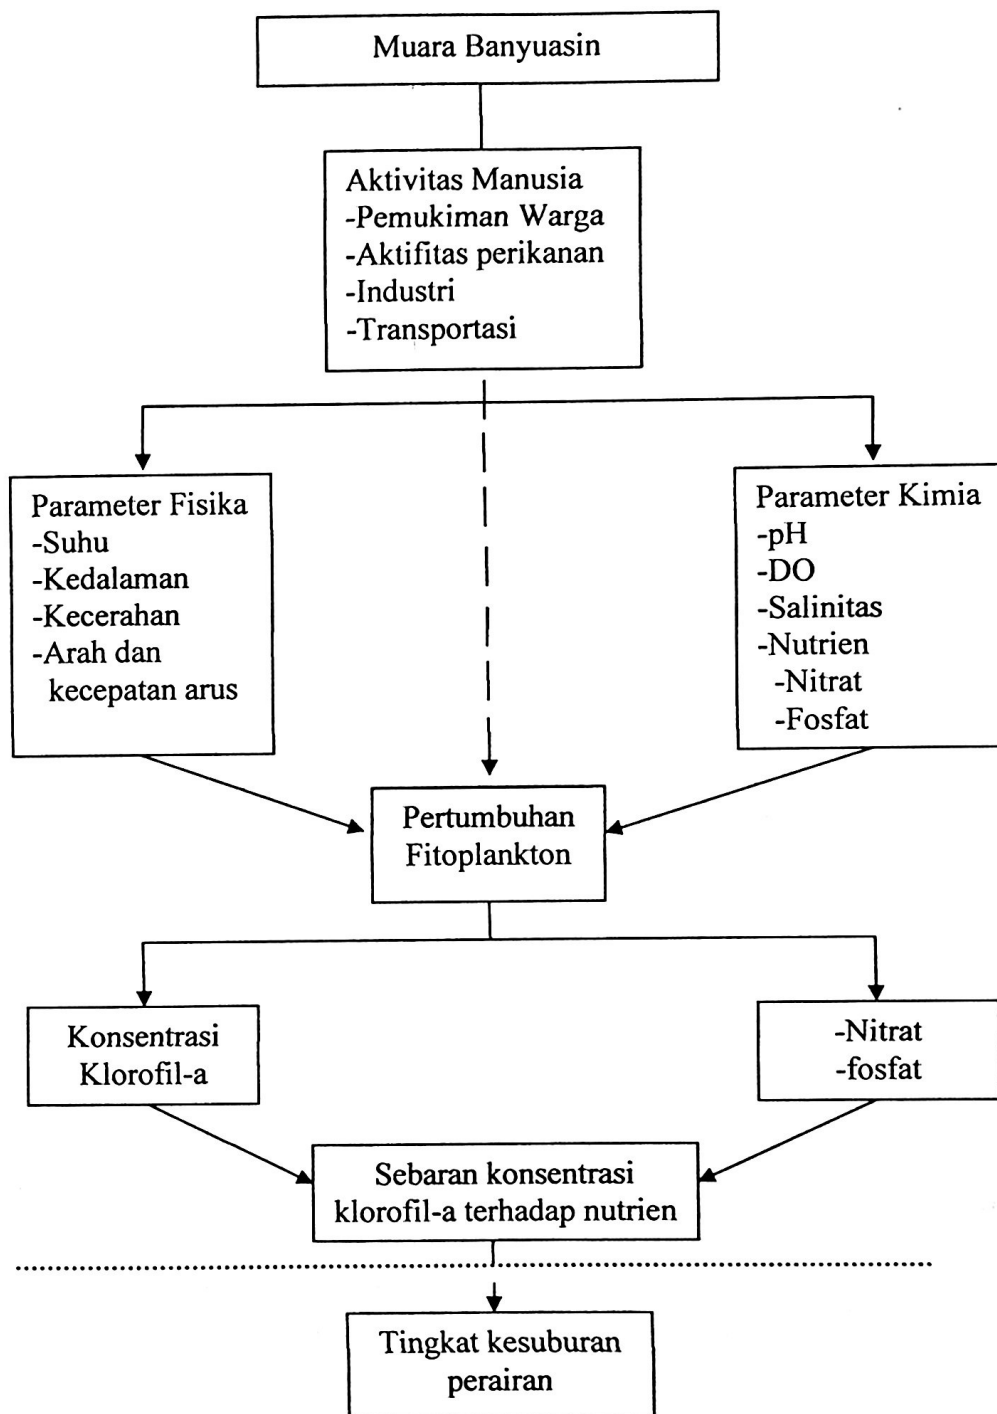 Muara Banyuasin
Aktivitas Manusia
-Pemukiman Warga
-Aktifitas perikanan
-Industri
-Transportasi
Parameter Fisika
-Suhu
-Kedalaman
-Kecerahan
-Arah dan
kecepatan arus
Parameter Kimia
-pH
-DO
-Salinitas
-Nutrien
-Nitrat
-Fosfat
Pertumbuhan
Fitoplankton
Konsentrasi
Klorofil-a
-Nitrat
-fosfat
Sebaran konsentrasi
klorofil-a terhadap nutrien
Tingkat kesuburan
perairan